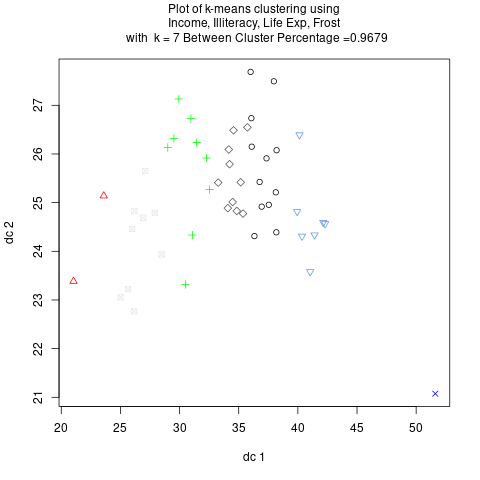 Plot of k-means clustering using
Income, Illiteracy, Life Exp, Frost
with  k = 7 Between Cluster Percentage =0.9679
27
26
25
24
23
22
21
dc 2
20
25
30
35
40
45
50
dc 1